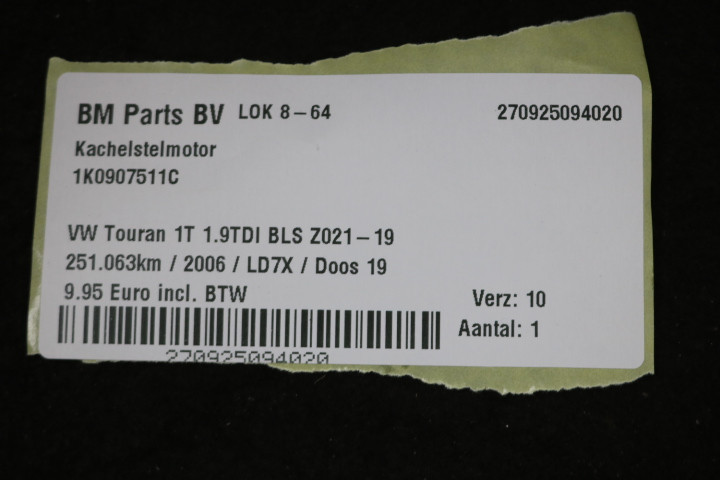 BM Parts BV LOK 8-64 270925094020
Kachelstelmotor
1K0907511C
VW Touran 1T 1.9TDI BLS Z021-19
251.063km / 2006 / LD7X / Doos 19
9.95 Euro incl. BTW Verz: 10
Aantal: 1
270925094020